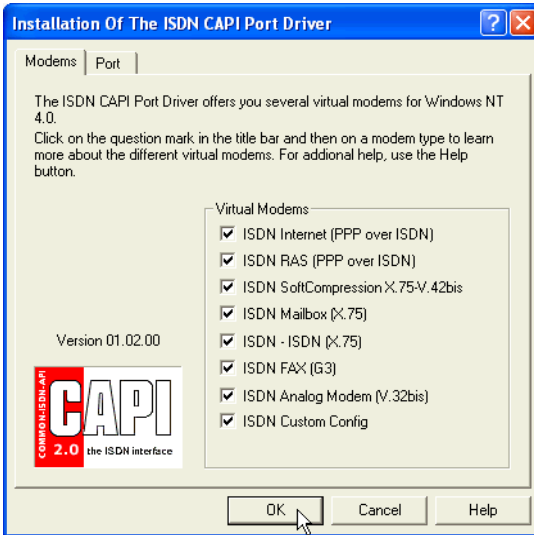 Installation Of The ISDN CAPI Port Driver
Modems
Port
The ISDN CAPI Port Driver offers you several virtual modems for Windows NT
4.0.
Click on the question mark in the title bar and then on a modem type to learn
more about the different virtual modems. For addional help, use the Help
button.
Virtual Modems
ISDN Internet (PPP over ISDN)
ISDN RAS (PPP over ISDN)
ISDN SoftCompression X.75-V.42bis
ISDN Mailbox (X.75)
ISDN - ISDN (X.75)
ISDN FAX (G3)
ISDN Analog Modem (V.32bis)
ISDN Custom Config
Version 01.02.00
COMMON-ISDN-API
CAPI
2.0 the ISDN interface
OK
Cancel
Help